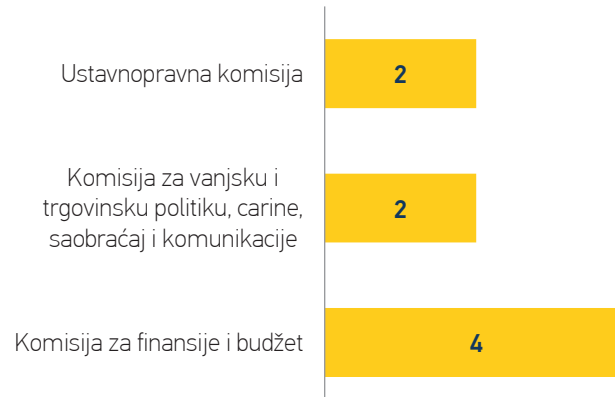 Ustavnopravna komisija
2
Komisija za vanjsku i
trgovinsku politiku, carine,
saobraćaj i komunikacije
2
Komisija za finansije i budžet
4